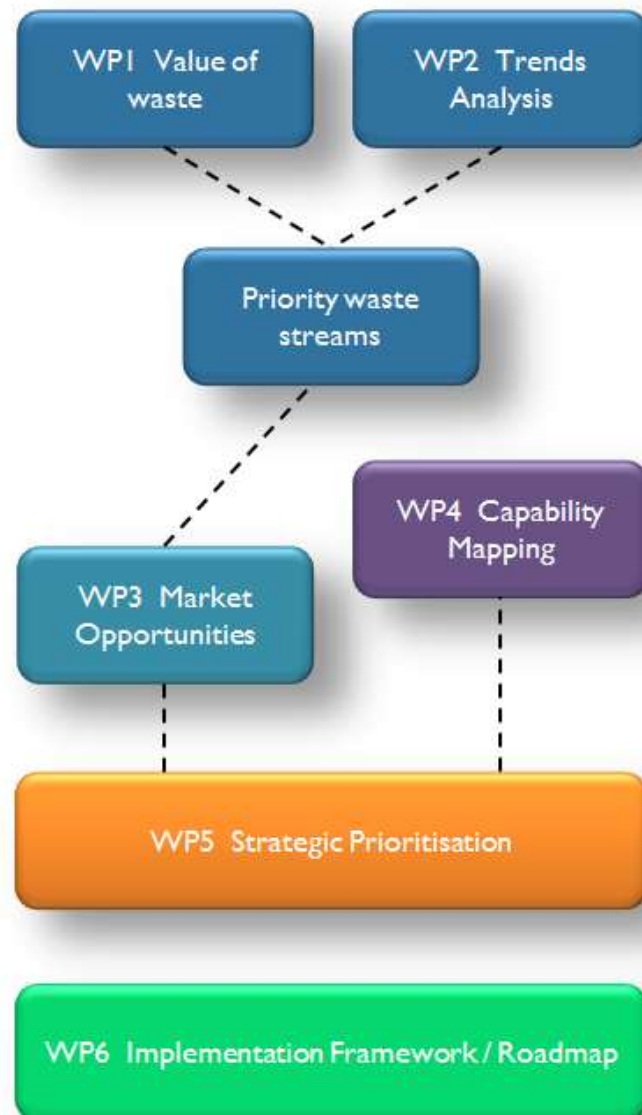 WP1 Value of
waste
WP2 Trends
Analysis
Priority waste
streams
WP4 Capability
Mapping
WP3 Market
Opportunities
WP5 Strategic Prioritisation
WP6 Implementation Framework / Roadmap